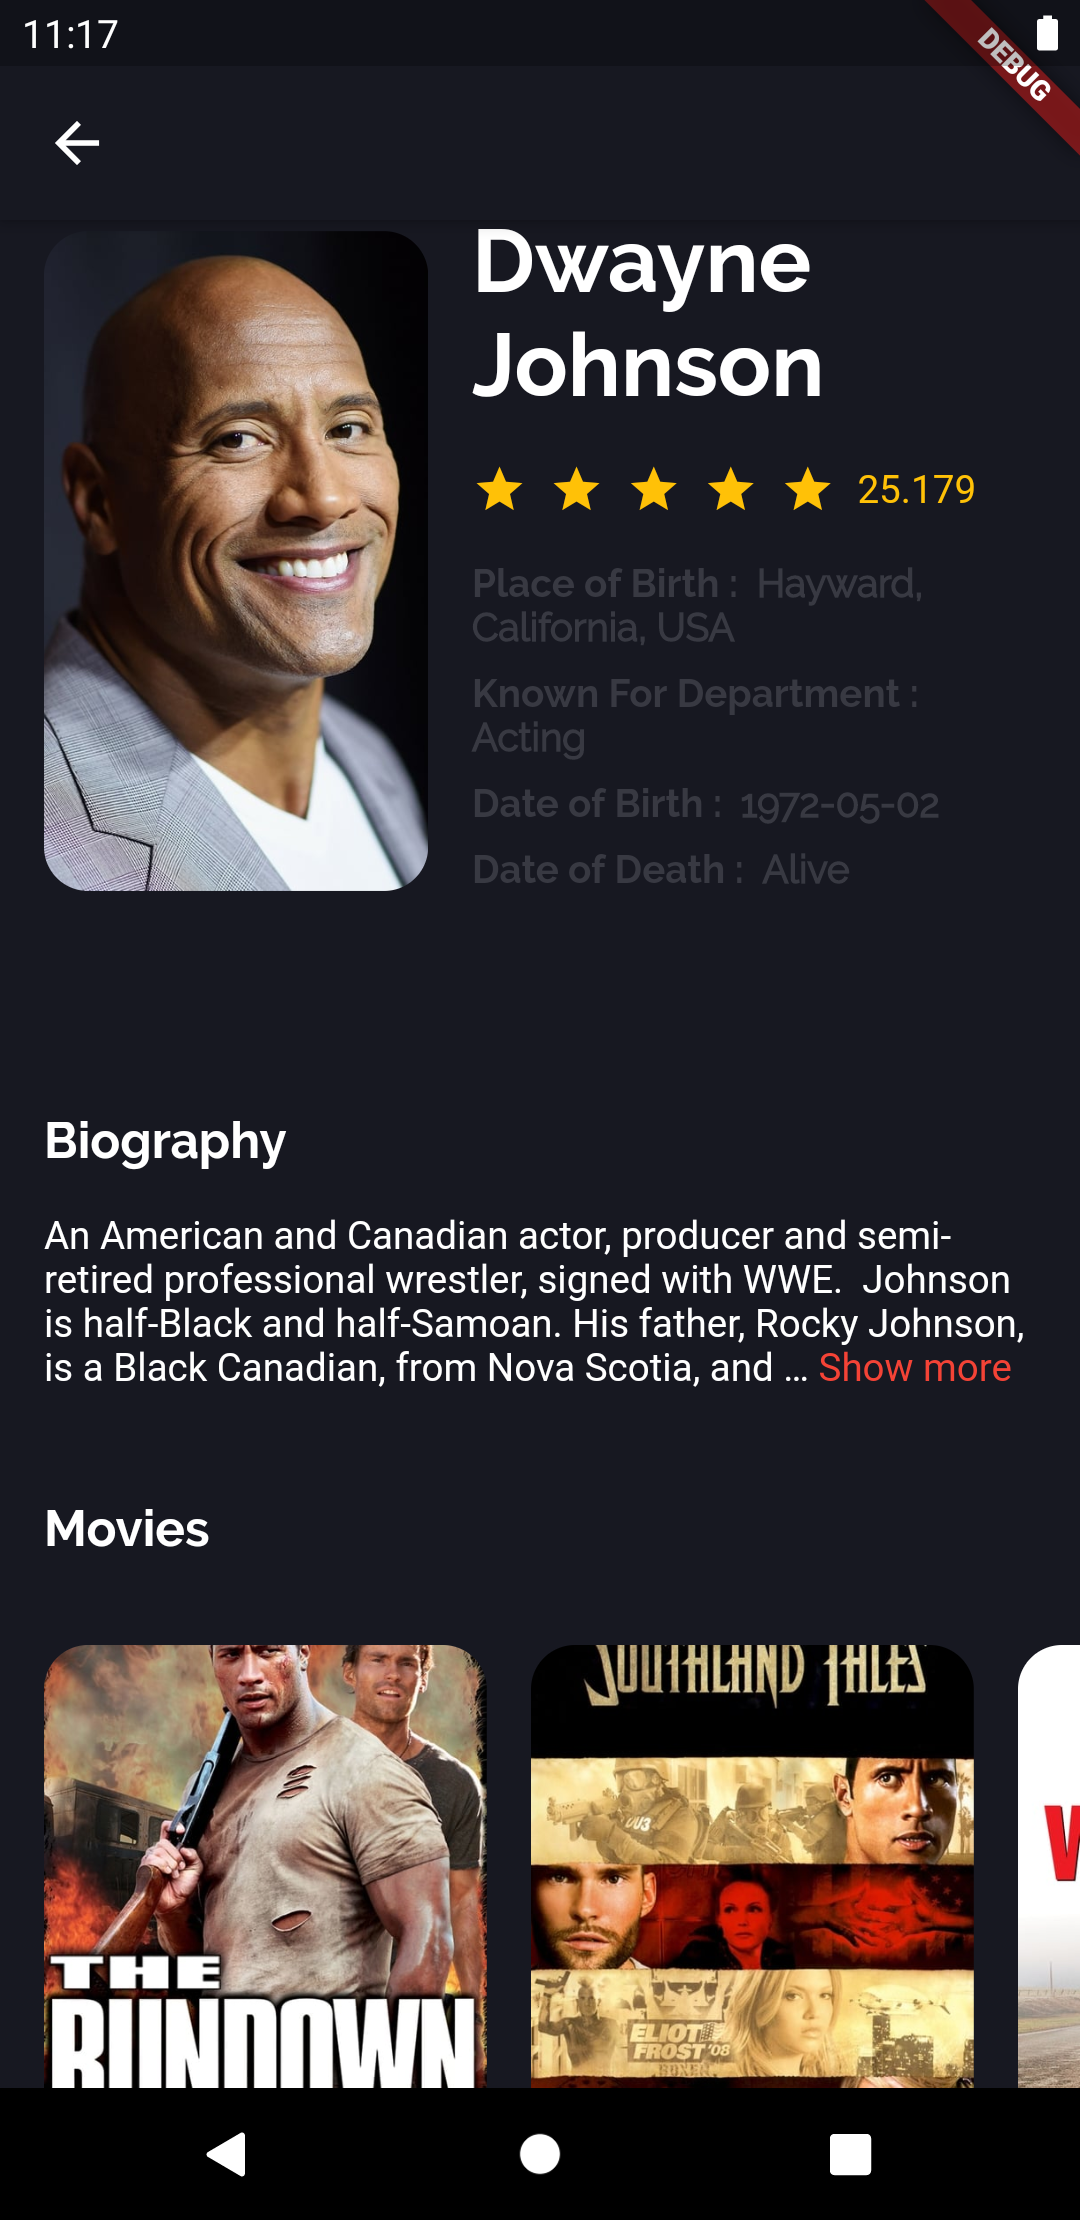 11:17
DEBUG
Dwayne
Johnson
25.179
Place of Birth :  Hayward,
California, USA
Known For Department :
Acting
Date of Birth :  1972-05-02
Date of Death :  Alive
Biography
An American and Canadian actor, producer and semi-
retired professional wrestler, signed with WWE.  Johnson
is half-Black and half-Samoan. His father, Rocky Johnson,
is a Black Canadian, from Nova Scotia, and ... Show more
Movies
SOUTHLAND TALES
UU3
THE
RUNDOWN
ELIOT
FROST '08
W